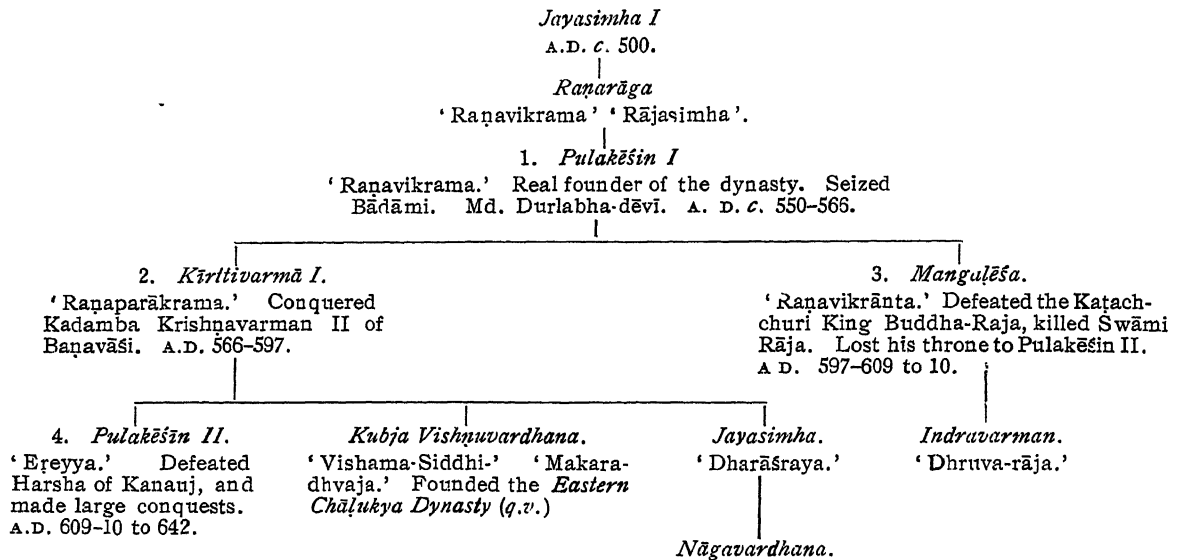 Jayasimha I
A.D. c. 500.
Raṇarāga
‘ Raṇavikrama ’ ‘ Rājasimha ’.
1. Pulakēśin I
‘ Raṇavikrama.’ Real founder of the dynasty. Seized
Bādāmi. Md. Durlabha-dēvī. A. D. c. 550–566.
2. Kīrttivarmā I.
‘ Raṇaparākrama.’ Conquered
Kadamba Krishṇavarman II of
Baṇavāśi. A.D. 566–597.
3. Manguḷēśa.
‘ Raṇavikrānta.’ Defeated the Kaṭach-
churi King Buddha-Raja, killed Swāmi
Rāja. Lost his throne to Pulakēśin II.
A D. 597–609 to 10.
4. Pulakēśīn II.
‘ Eṛeyya.’ Defeated
Harsha of Kanauj, and
made large conquests.
A.D. 609–10 to 642.
Kubja Vishṇuvardhana.
‘ Vishama-Siddhi-’ ‘ Makara-
dhvaja.’ Founded the Eastern
Chāḷukya Dynasty (q.v.)
Jayasimha.
‘ Dharāśraya.’
Indravarman.
‘ Dhruva-rāja.’
Nāgavardhana.